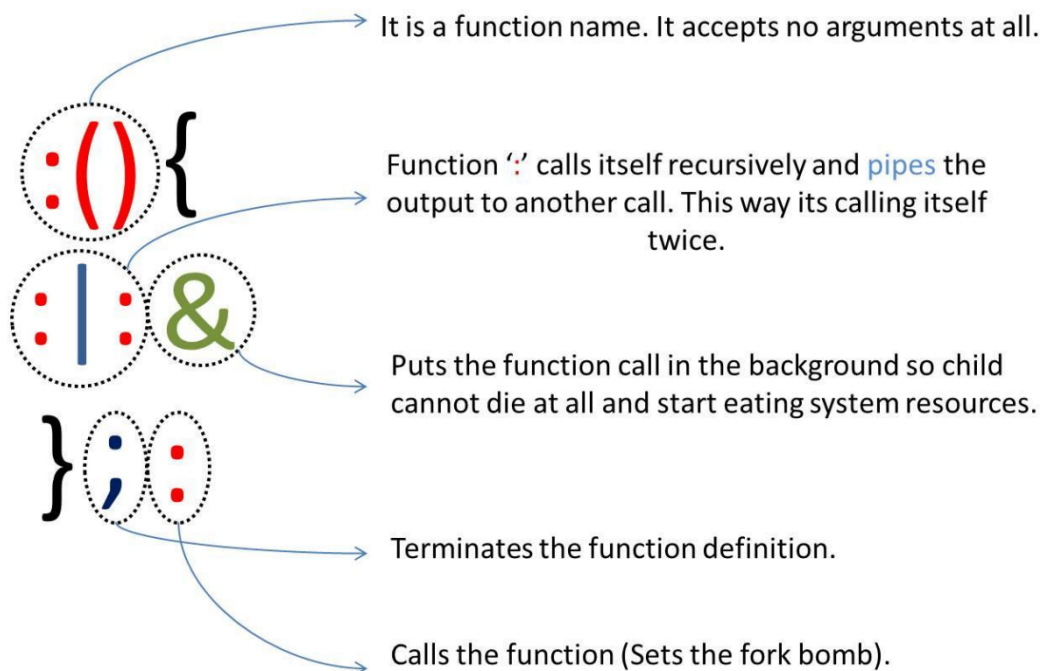 It is a function name. It accepts no arguments at all.
:(){
Function ‘:’ calls itself recursively and pipes the
output to another call. This way its calling itself
twice.
:|:&
Puts the function call in the background so child
cannot die at all and start eating system resources.
};:
Terminates the function definition.
Calls the function (Sets the fork bomb).